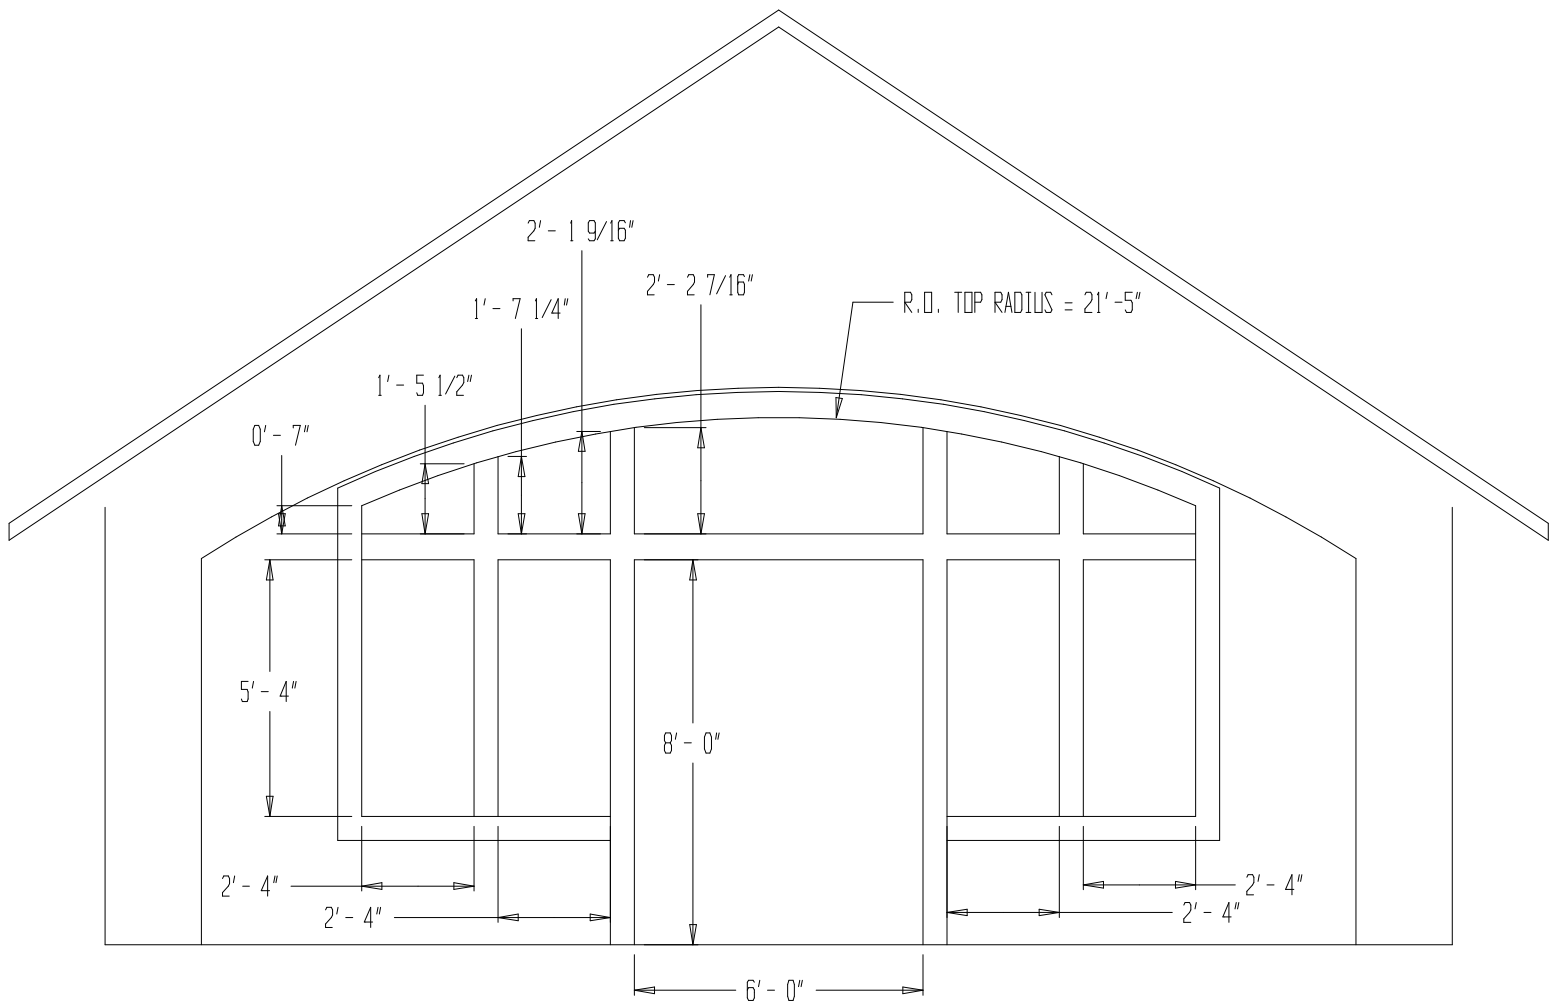 2'- 1 9/16"
2'- 2 7/16"
1'- 7 1/4"
R.O. TOP RADIUS = 21'-5"
1'- 5 1/2"
0'- 7"
5'- 4"
8'- 0"
2'- 4"
2'- 4"
2'- 4"
2'- 4"
6'- 0"